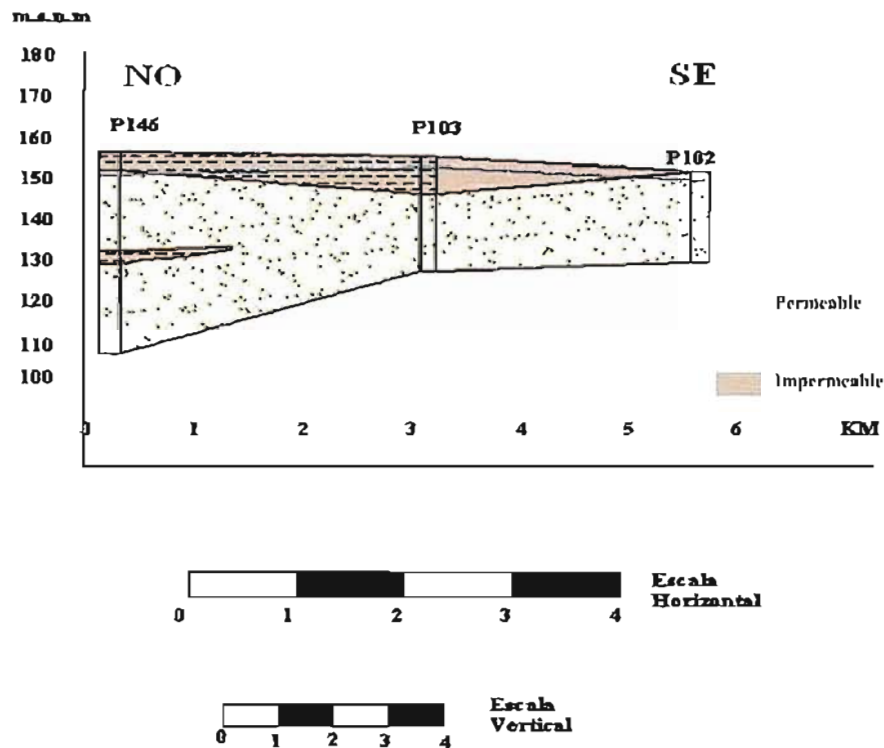 m.s.n.m
180
NO SE
170
160
P146 P103 P102
150
140
130
120
Permeable
110
100
Impermeable
0 1 2 3 4 5 6 KM
Escala
Horizontal
0 1 2 3 4
Escala
Vertical
0 1 2 3 4